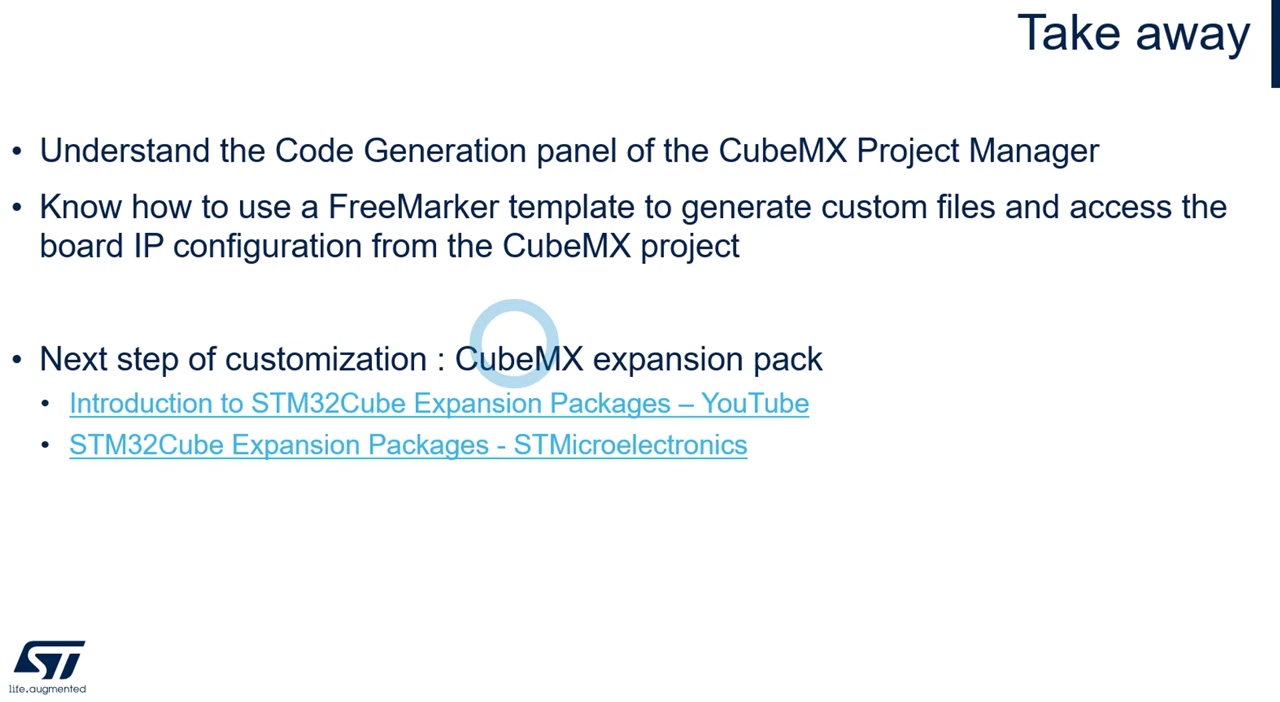 Take away
• Understand the Code Generation panel of the CubeMX Project Manager
• Know how to use a FreeMarker template to generate custom files and access the
board IP configuration from the CubeMX project
• Next step of customization : CubeMX expansion pack
• Introduction to STM32Cube Expansion Packages – YouTube
• STM32Cube Expansion Packages - STMicroelectronics
ST
life.augmented